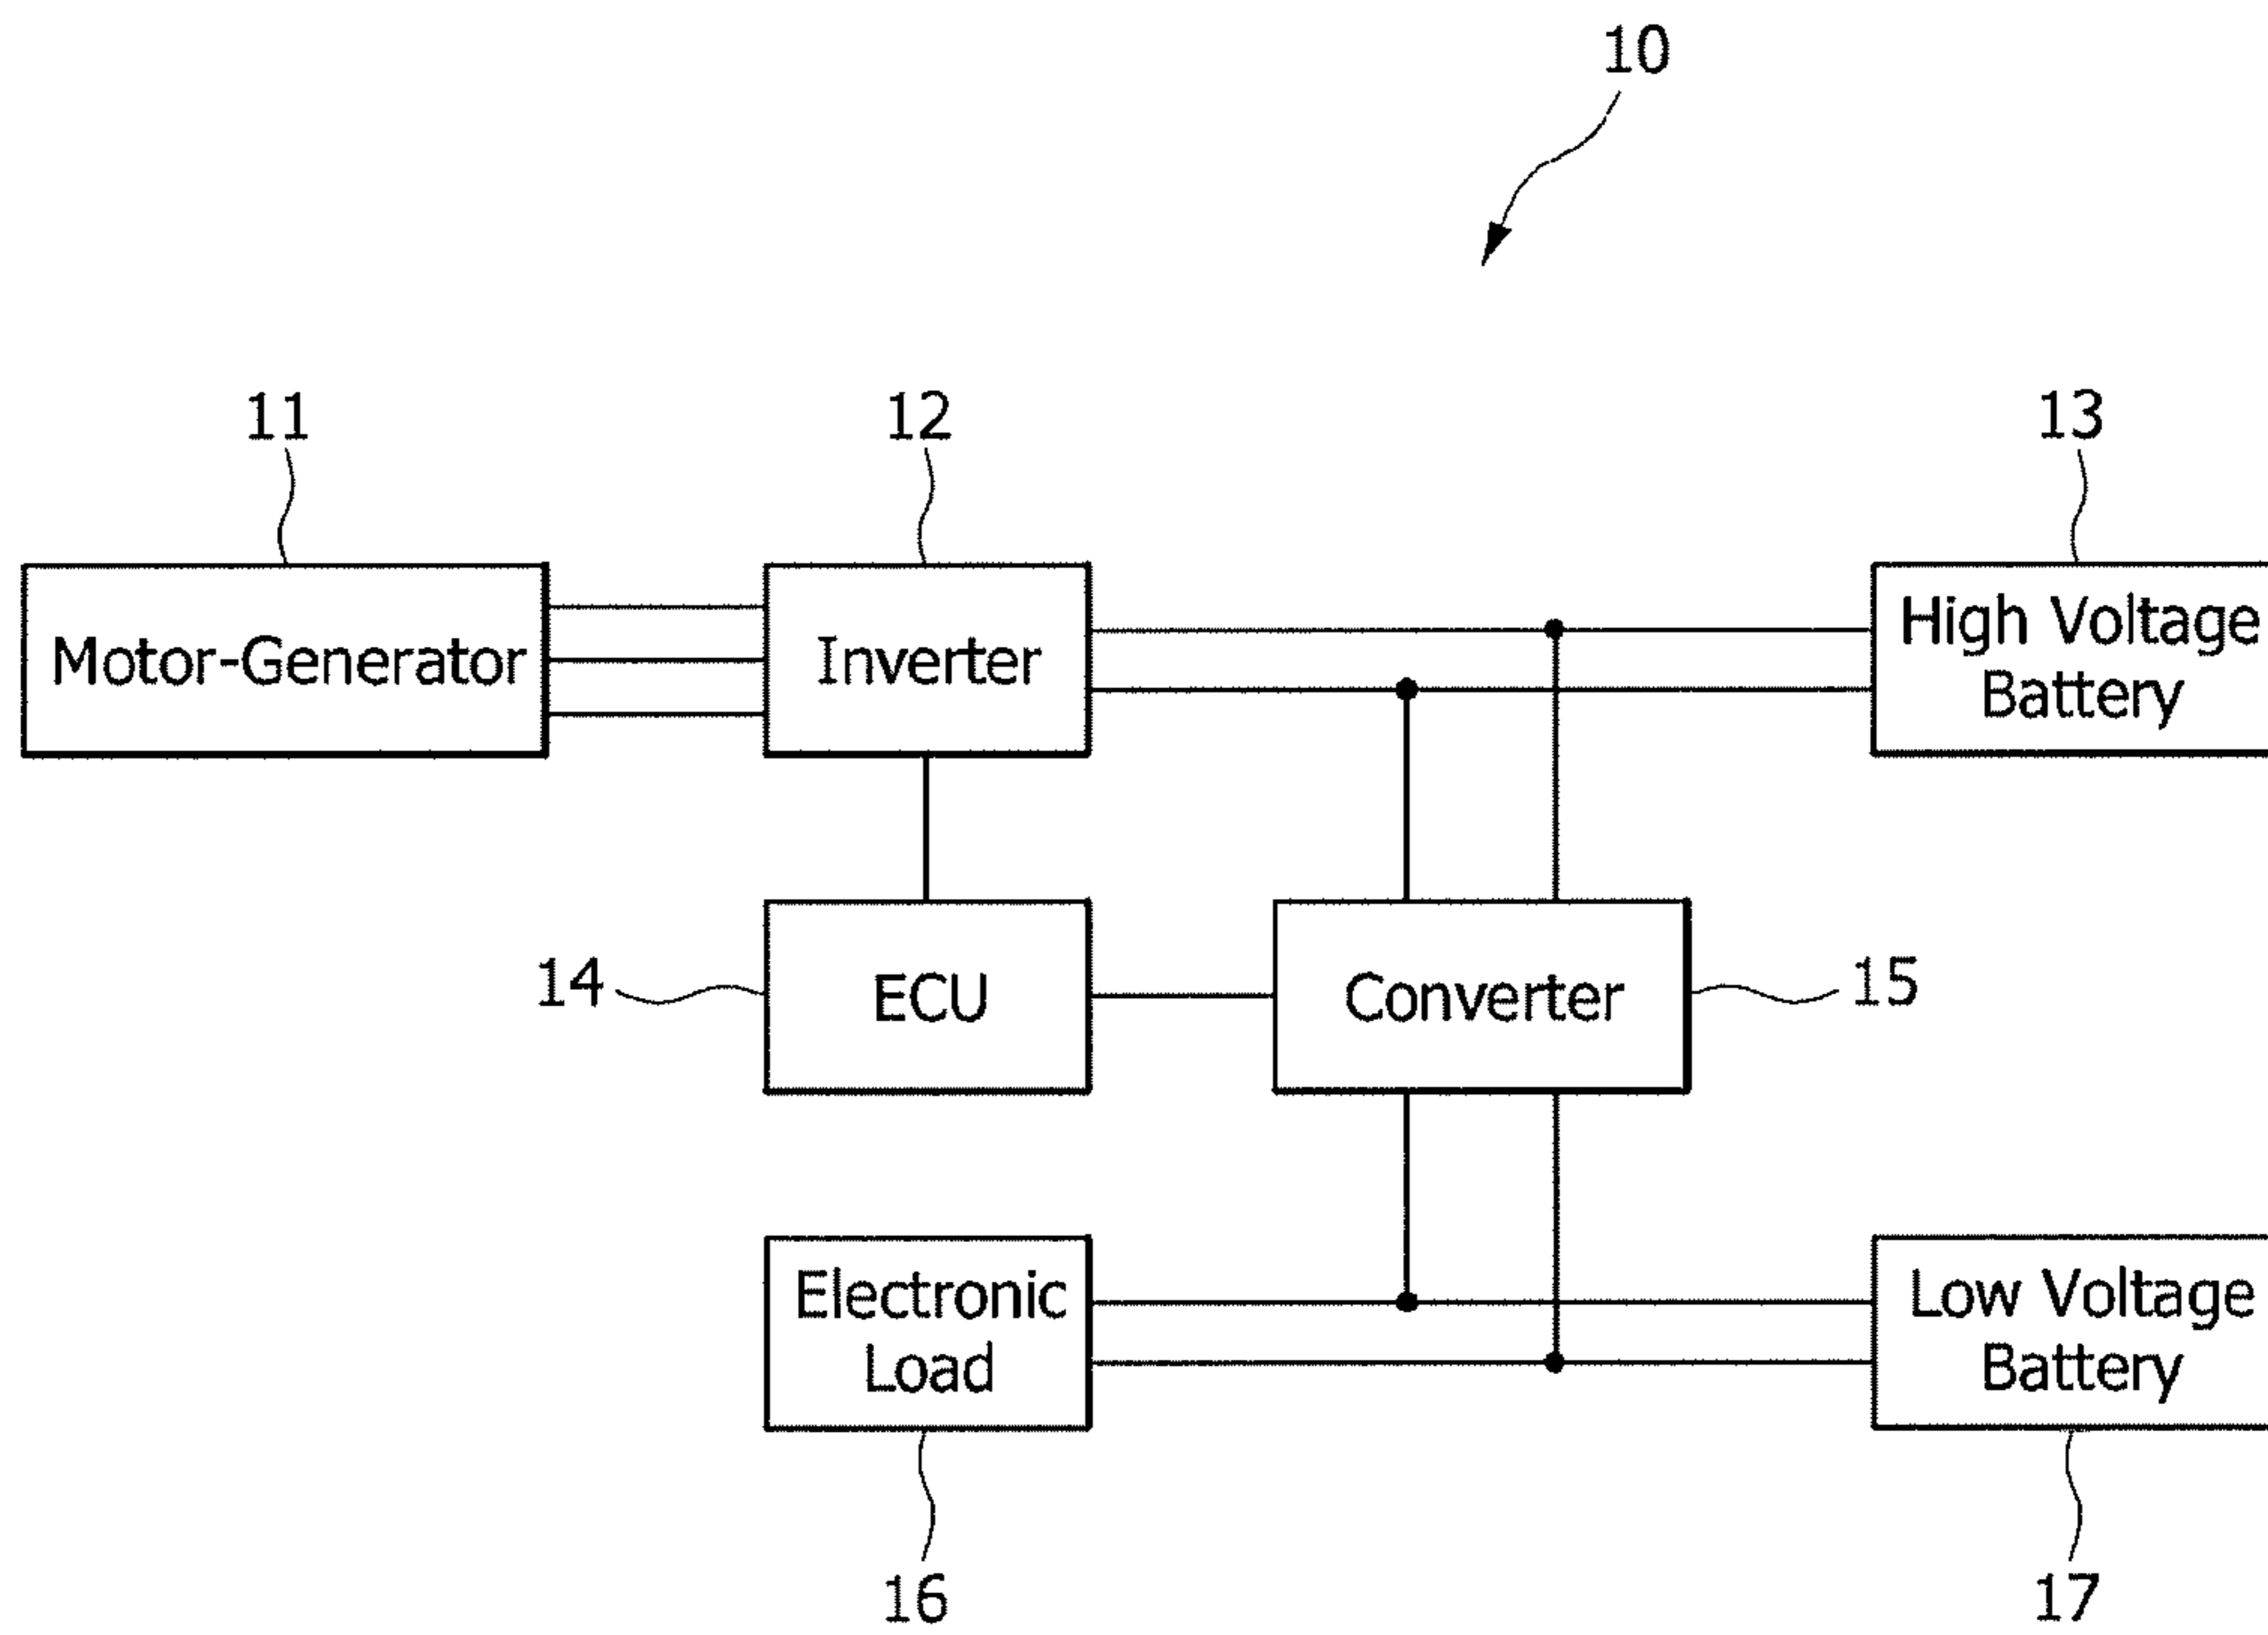 10
11
12
13
Motor-Generator
Inverter
High Voltage
Battery
14
ECU
Converter
15
Electronic
Load
Low Voltage
Battery
16
17